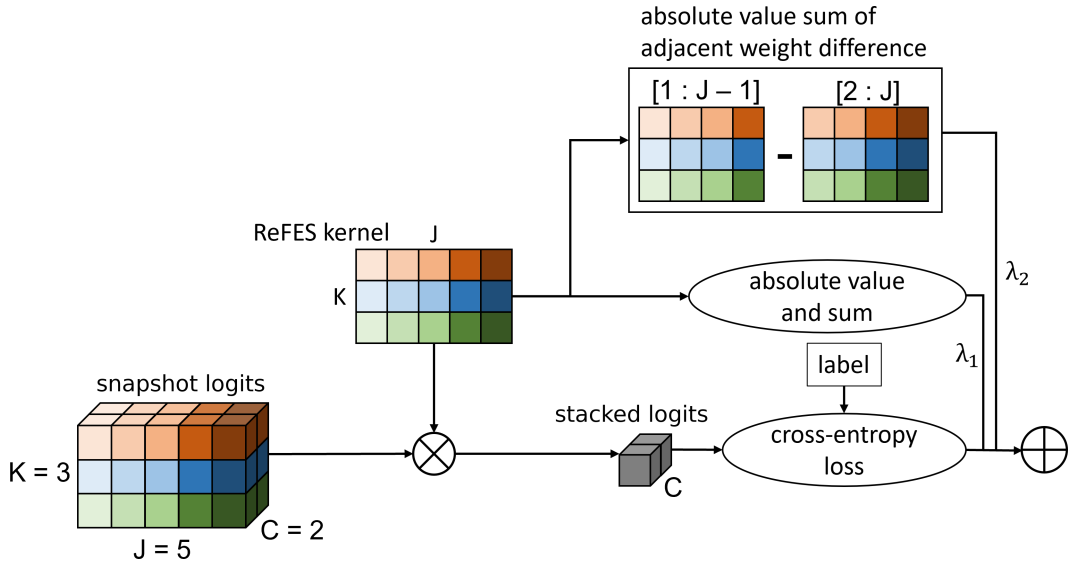 absolute value sum of
adjacent weight difference
[1 : J – 1]
[2 : J]
-
ReFES kernel
J
K
absolute value
and sum
λ2
λ1
label
snapshot logits
stacked logits
cross-entropy
loss
K = 3
C
C = 2
J = 5